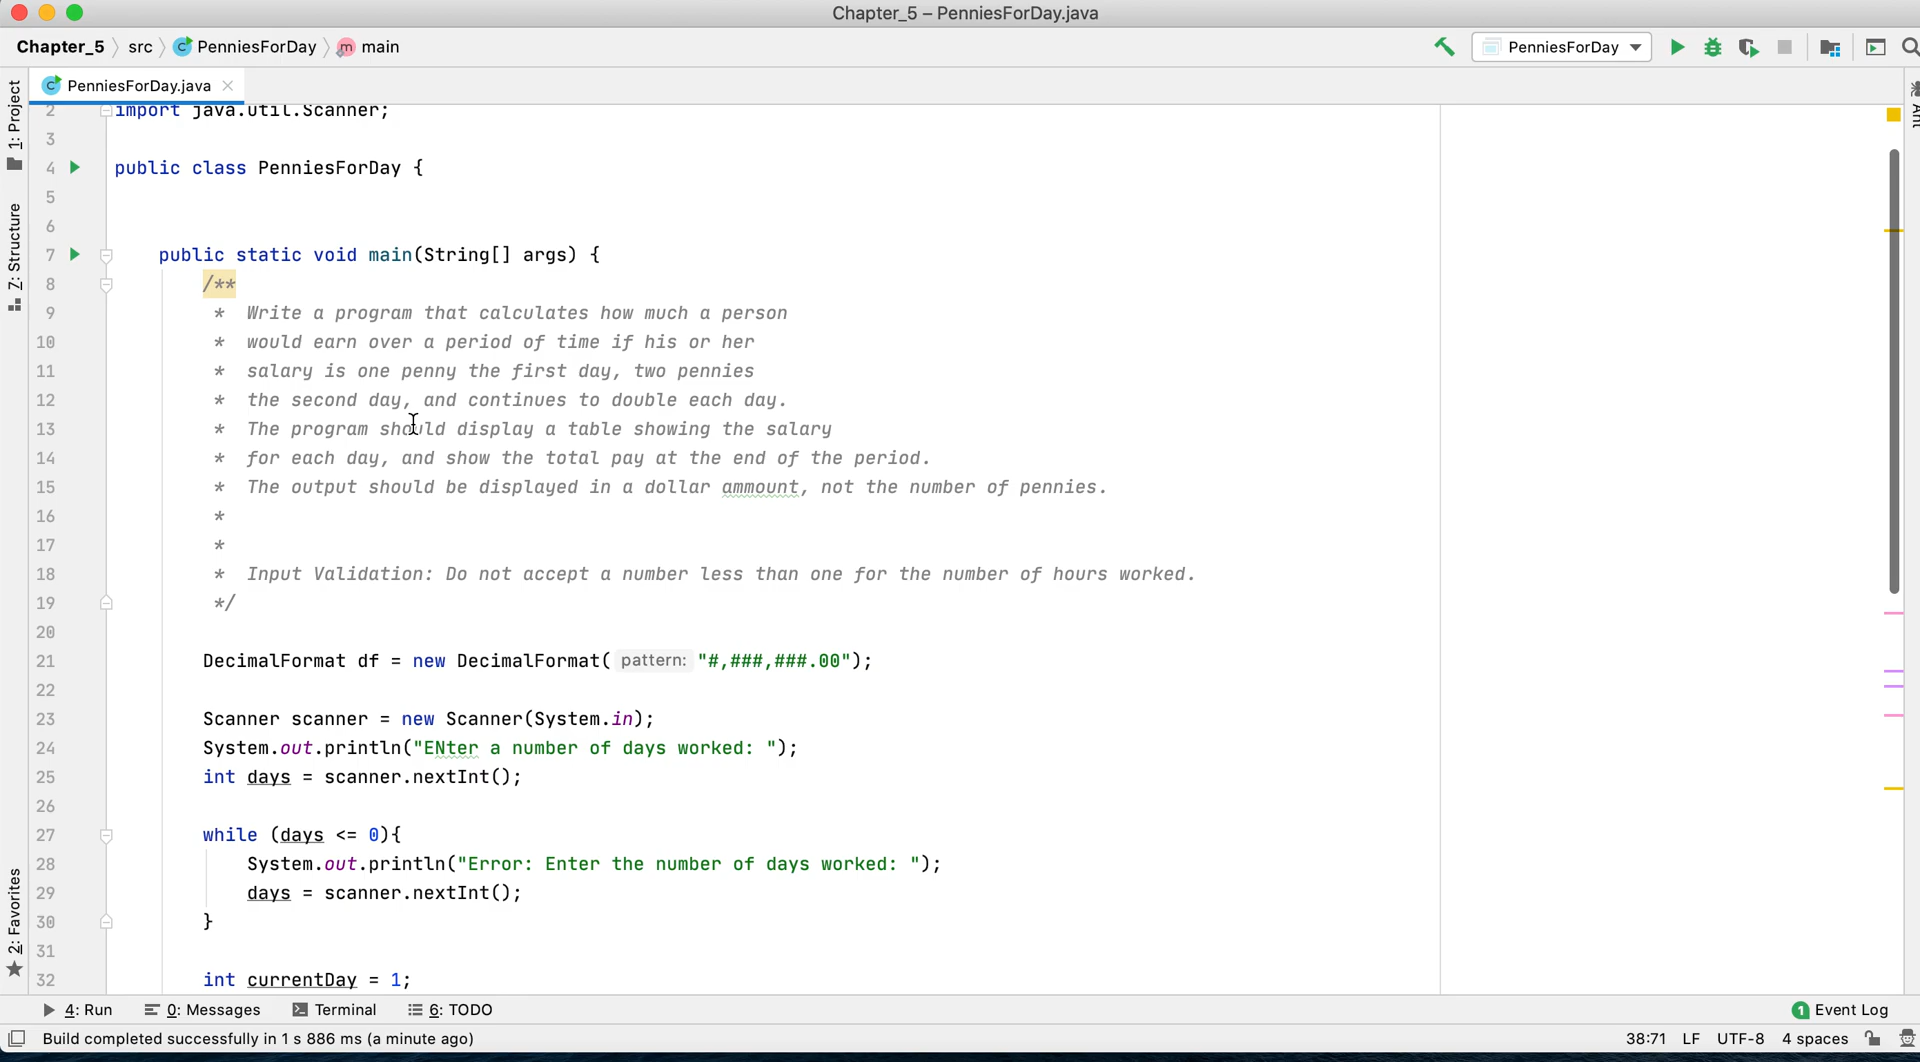 Chapter_5 – PenniesForDay.java
Chapter_5 〉 src 〉 PenniesForDay 〉 m main
PenniesForDay
1: Project
Z: Structure
2: Favorites
Ant
PenniesForDay.java
2 import java.util.Scanner;
3
4 public class PenniesForDay {
5
6
7 public static void main(String[] args) {
8 /**
9 * Write a program that calculates how much a person
10 * would earn over a period of time if his or her
11 * salary is one penny the first day, two pennies
12 * the second day, and continues to double each day.
13 * The program should display a table showing the salary
14 * for each day, and show the total pay at the end of the period.
15 * The output should be displayed in a dollar ammount, not the number of pennies.
16 *
17 *
18 * Input Validation: Do not accept a number less than one for the number of hours worked.
19 */
20
21 DecimalFormat df = new DecimalFormat( pattern: "#,###,###.00");
22
23 Scanner scanner = new Scanner(System.in);
24 System.out.println("ENter a number of days worked: ");
25 int days = scanner.nextInt();
26
27 while (days <= 0){
28 System.out.println("Error: Enter the number of days worked: ");
29 days = scanner.nextInt();
30 }
31
32 int currentDay = 1;
4: Run 0: Messages Terminal 6: TODO 1 Event Log
Build completed successfully in 1 s 886 ms (a minute ago) 38:71 LF UTF-8 4 spaces